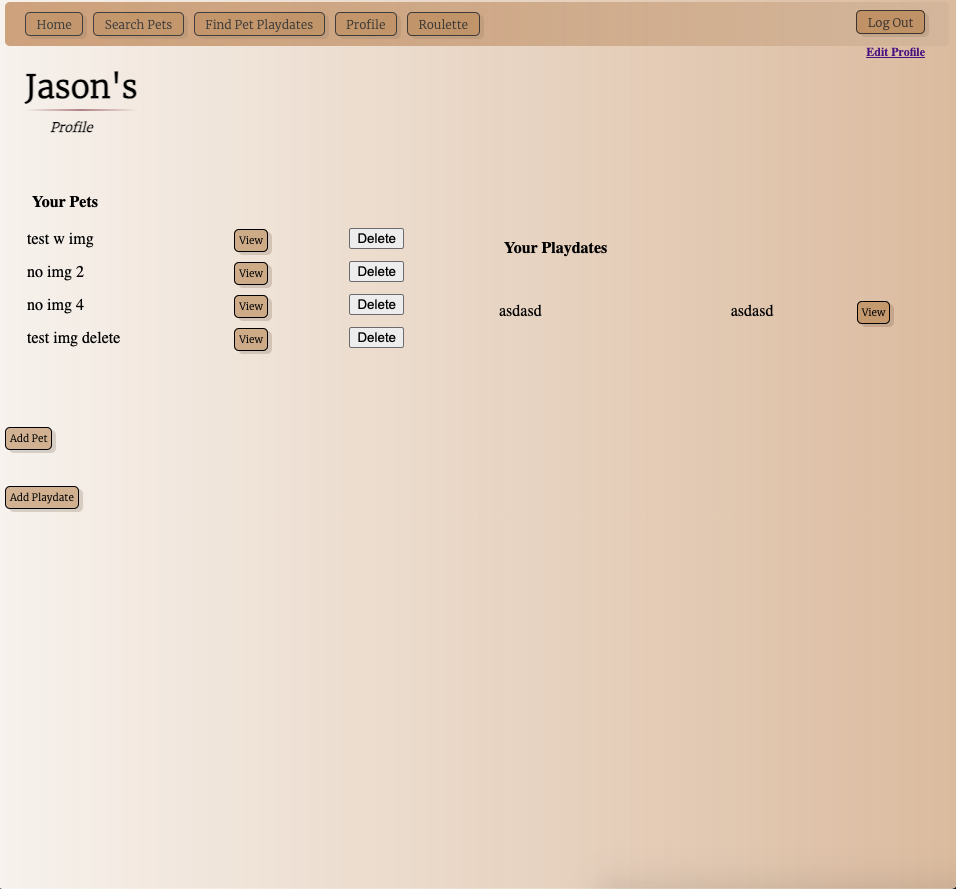 Home Search Pets Find Pet Playdates Profile Roulette Log Out
Edit Profile
Jason's
Profile
Your Pets
test w img View Delete
no img 2 View Delete
no img 4 View Delete
test img delete View Delete
Your Playdates
asdasd asdasd View
Add Pet
Add Playdate